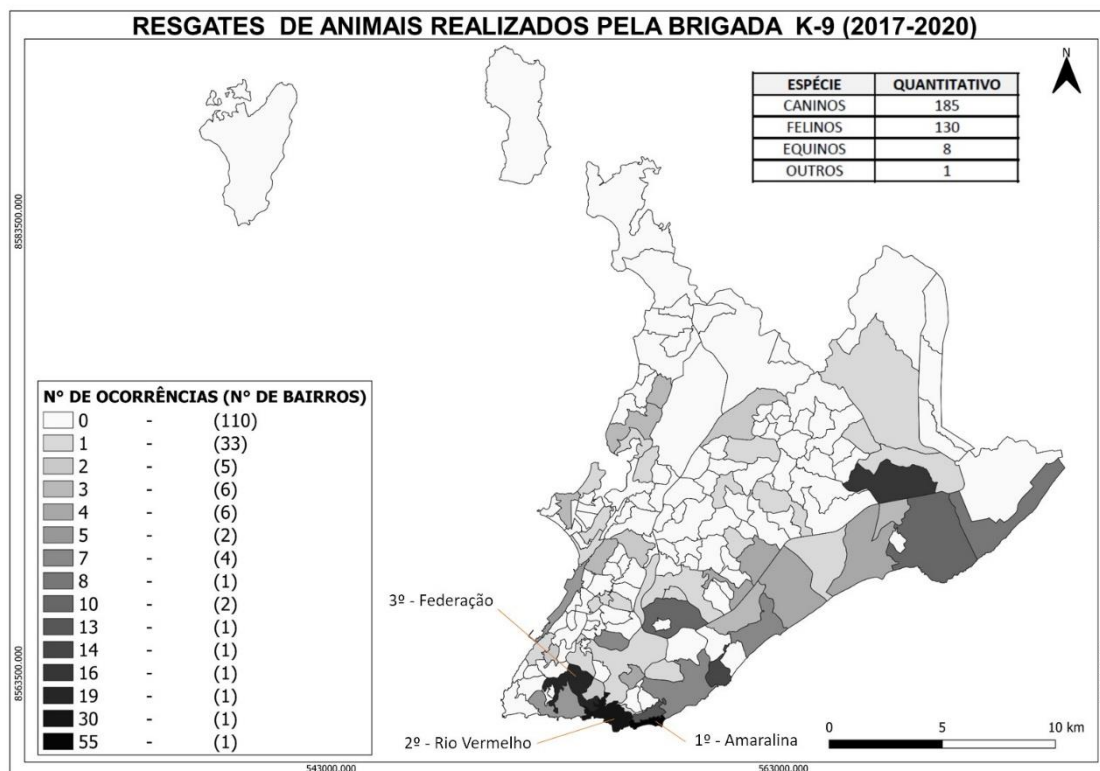 RESGATES DE ANIMAIS REALIZADOS PELA BRIGADA K-9 (2017-2020)
N
ESPÉCIE QUANTITATIVO
CANINOS 185
FELINOS 130
EQUINOS 8
OUTROS 1
8583500.000
N° DE OCORRÊNCIAS (N° DE BAIRROS)
0 - (110)
1 - (33)
2 - (5)
3 - (6)
4 - (6)
5 - (2)
7 - (4)
8 - (1)
10 - (2)
13 - (1)
14 - (1)
16 - (1)
19 - (1)
30 - (1)
55 - (1)
3º - Federação
8563500.000
2º - Rio Vermelho
1º - Amaralina
0 5 10 km
543000.000 563000.000